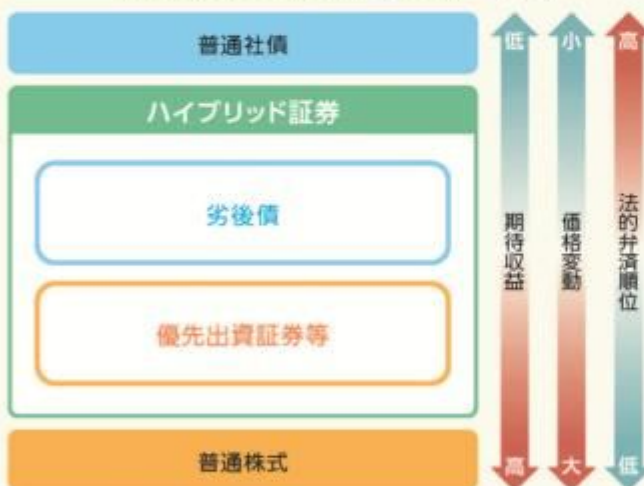 普通社債
ハイブリッド証券
劣後債
優先出資証券等
普通株式
低
期待収益
高
小
価格変動
大
高
法的弁済順位
低